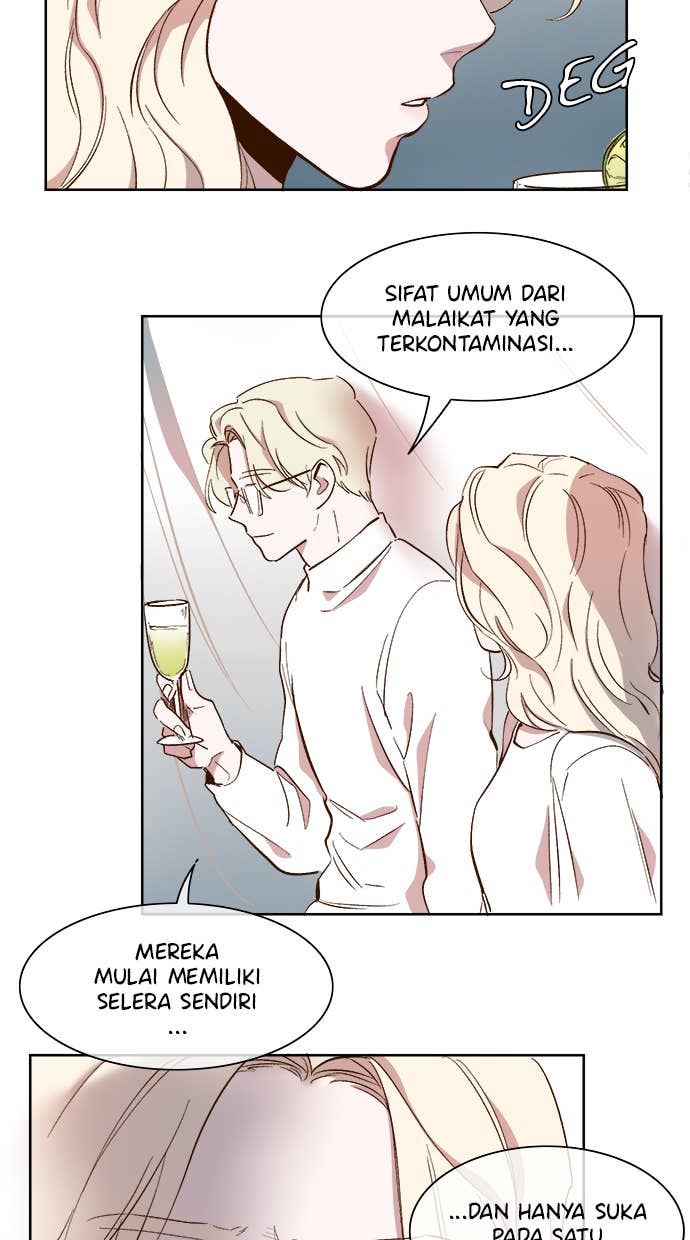 DEG
SIFAT UMUM DARI
MALAIKAT YANG
TERKONTAMINASI...
MEREKA
MULAI MEMILIKI
SELERA SENDIRI
...
...DAN HANYA SUKA
PADA SATU